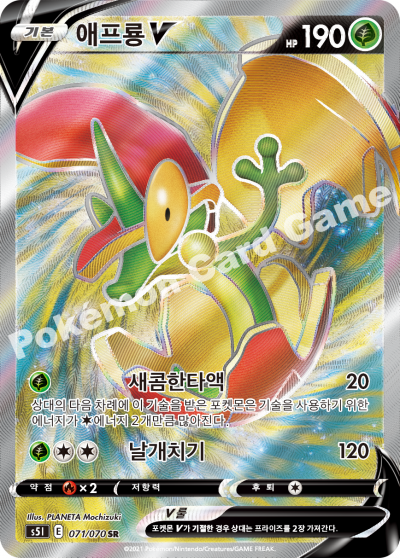 기본 애프룡V HP 190
Pokémon Card Game
새콤한타액 20
상대의 다음 차례에 이 기술을 받은 포켓몬은 기술을 사용하기 위한
에너지가 에너지 2개만큼 많아진다.
날개치기 120
약점 ×2 저항력 후퇴
Illus. PLANETA Mochizuki
V룰
s5I E 071/070 SR
포켓몬V가 기절한 경우 상대는 프라이즈를 2장 가져간다.
©2021 Pokémon/Nintendo/Creatures/GAME FREAK.